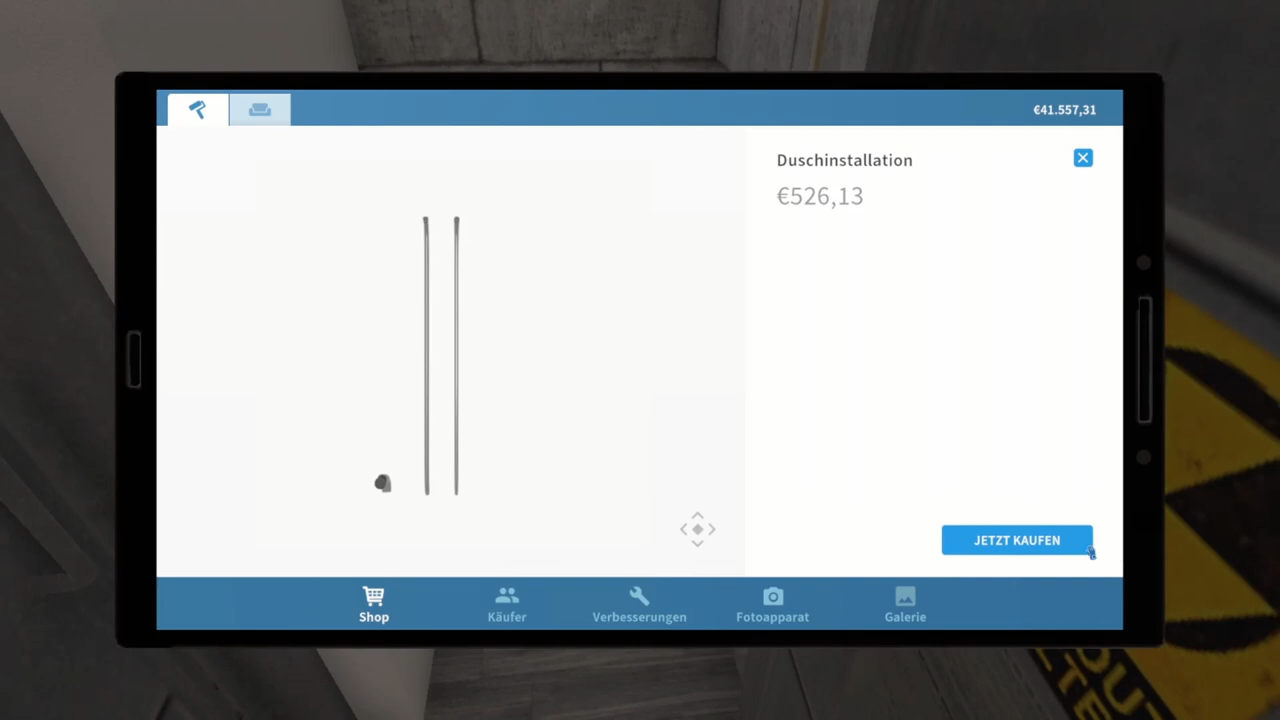 €41.557,31
Duschinstallation
€526,13
JETZT KAUFEN
Shop
Käufer
Verbesserungen
Fotoapparat
Galerie